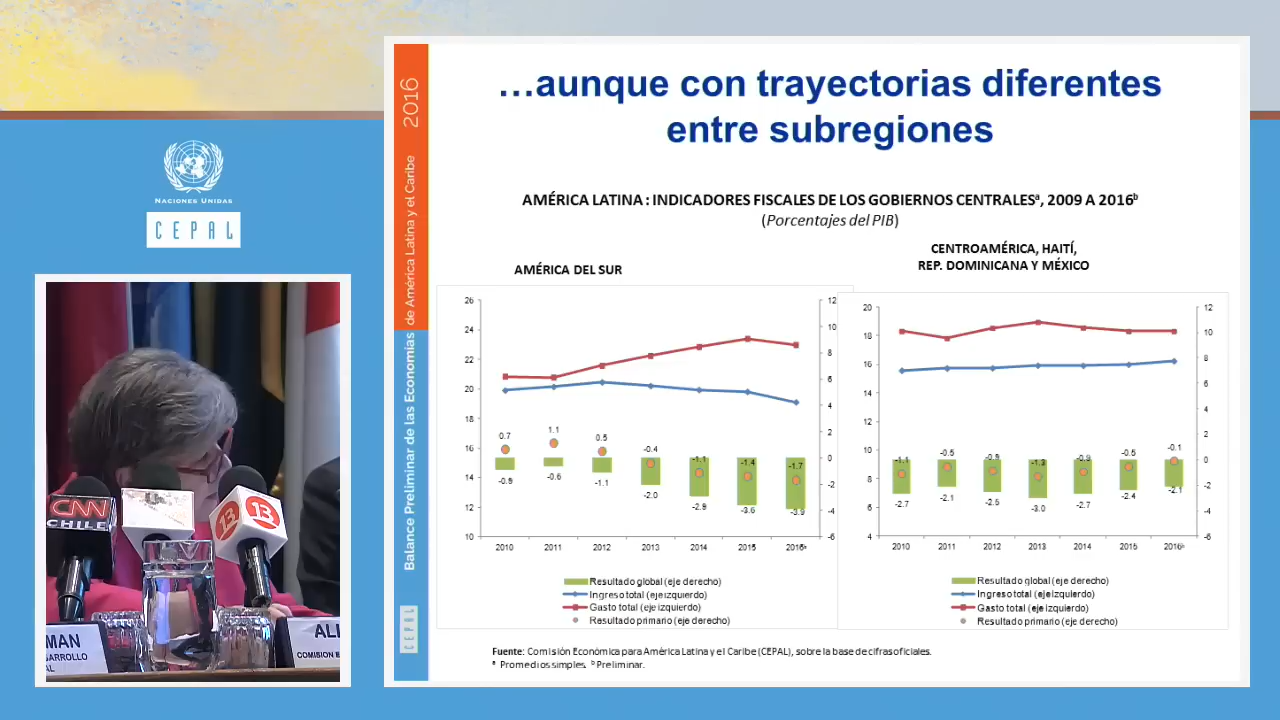 …aunque con trayectorias diferentes
entre subregiones
AMÉRICA LATINA : INDICADORES FISCALES DE LOS GOBIERNOS CENTRALESª, 2009 A 2016ᵇ
(Porcentajes del PIB)
AMÉRICA DEL SUR
26
24
22
20
18
16
14
12
10
12
10
8
6
4
2
0
-2
-4
-6
0.7
1.1
0.5
-0.4
-1.1
-1.4
-1.7
-0.9
-0.6
-1.1
-2.0
-2.9
-3.6
-3.9
2010 2011 2012 2013 2014 2015 2016ᵇ
Resultado global (eje derecho)
Ingreso total (eje izquierdo)
Gasto total (eje izquierdo)
Resultado primario (eje derecho)
CENTROAMÉRICA, HAITÍ,
REP. DOMINICANA Y MÉXICO
20
18
16
14
12
10
8
6
4
12
10
8
6
4
2
0
-2
-4
-6
-1.1
-0.5
-0.9
-1.3
-0.9
-0.5
-0.1
-2.7
-2.1
-2.5
-3.0
-2.7
-2.4
-2.1
2010 2011 2012 2013 2014 2015 2016ᵇ
Resultado global (eje derecho)
Ingreso total (eje izquierdo)
Gasto total (eje izquierdo)
Resultado primario (eje derecho)
Fuente: Comisión Económica para América Latina y el Caribe (CEPAL), sobre la base de cifras oficiales.
ª Promedios simples. ᵇ Preliminar.
Balance Preliminar de las Economías de América Latina y el Caribe 2016
CEPAL
NACIONES UNIDAS
CEPAL
CNN
CHILE
13
13
MAN
SARROLLO
AL
ALI
COMISION E